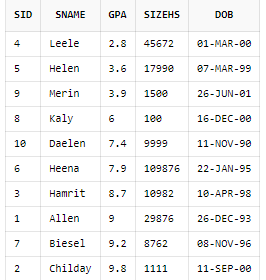 SID SNAME GPA SIZEHS DOB
4 Leele 2.8 45672 01-MAR-00
5 Helen 3.6 17990 07-MAR-99
9 Merin 3.9 1500 26-JUN-01
8 Kaly 6 100 16-DEC-00
10 Daelen 7.4 9999 11-NOV-90
6 Heena 7.9 109876 22-JAN-95
3 Hamrit 8.7 10982 10-APR-98
1 Allen 9 29876 26-DEC-93
7 Biesel 9.2 8762 08-NOV-96
2 Childay 9.8 1111 11-SEP-00